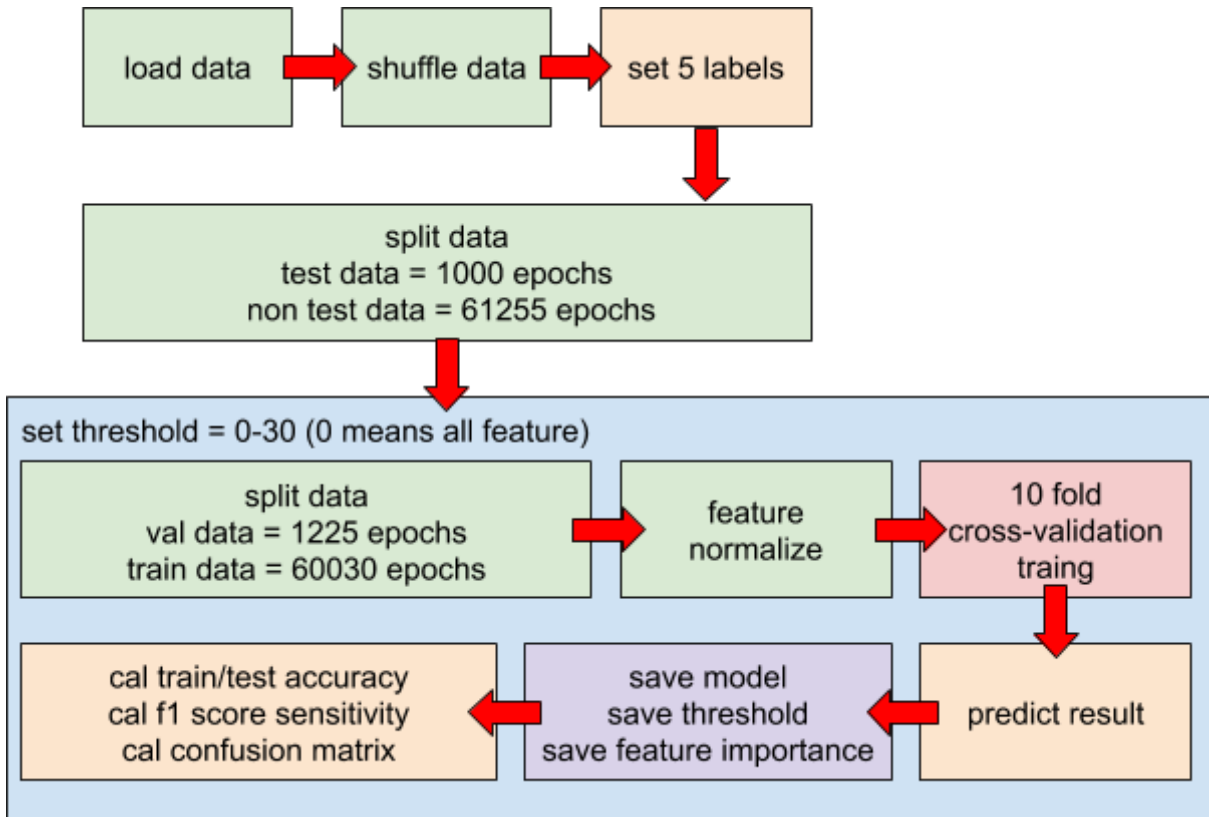 load data
shuffle data
set 5 labels
split data
test data = 1000 epochs
non test data = 61255 epochs
set threshold = 0-30 (0 means all feature)
split data
val data = 1225 epochs
train data = 60030 epochs
feature
normalize
10 fold
cross-validation
traing
predict result
save model
save threshold
save feature importance
cal train/test accuracy
cal f1 score sensitivity
cal confusion matrix